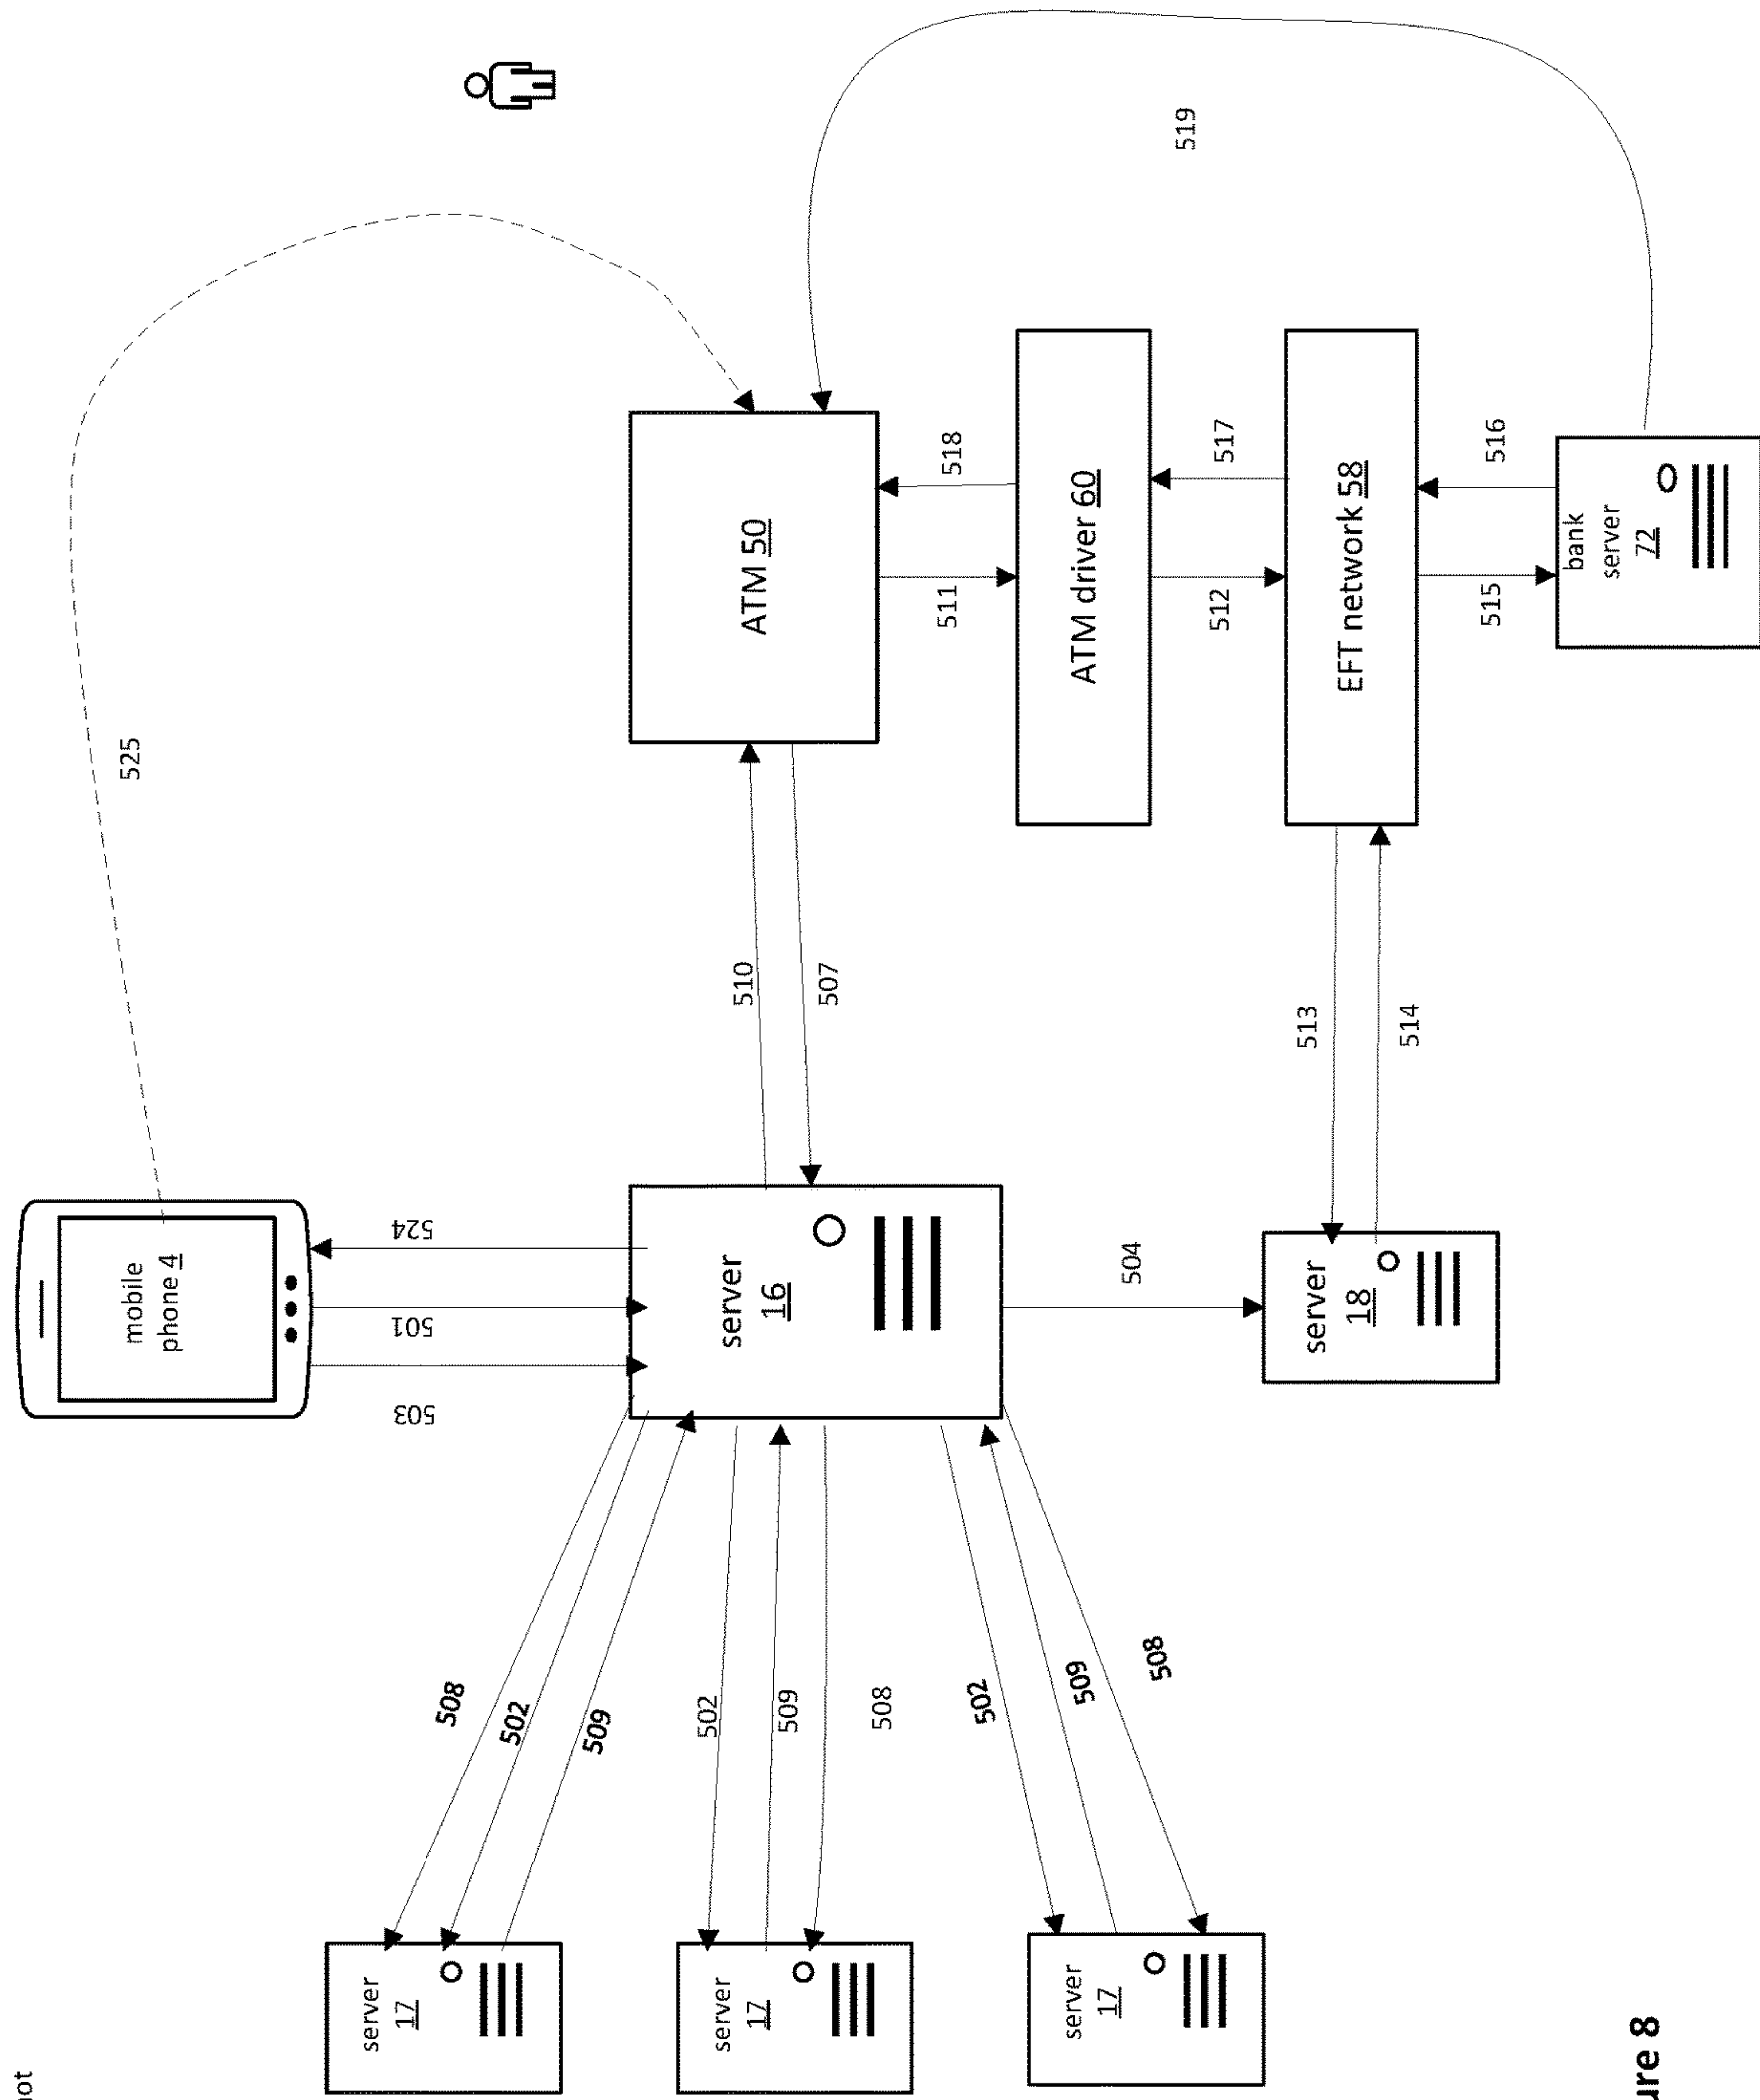 not
mobile
phone 4
525
server
17
508
502
509
503
501
524
server
17
502
509
508
server
16
510
507
ATM 50
server
17
502
509
508
504
511
518
ATM driver 60
519
512
517
server
18
513
514
EFT network 58
515
516
bank
server
72
ure 8